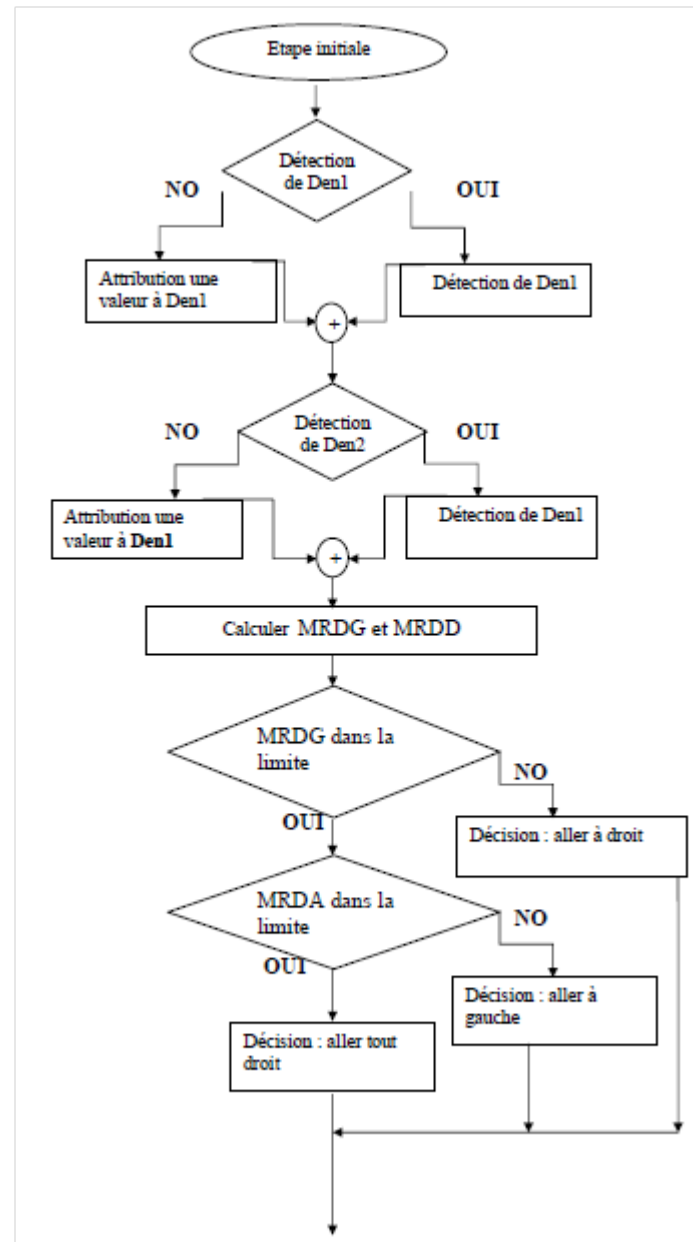 Etape initiale
Détection
de Den1
NO
OUI
Attribution une
valeur à Den1
Détection de Den1
+
Détection
de Den2
NO
OUI
Attribution une
valeur à Den1
Détection de Den1
+
Calculer MRDG et MRDD
MRDG dans la
limite
NO
OUI
Décision : aller à droit
MRDA dans la
limite
NO
OUI
Décision : aller à
gauche
Décision : aller tout
droit